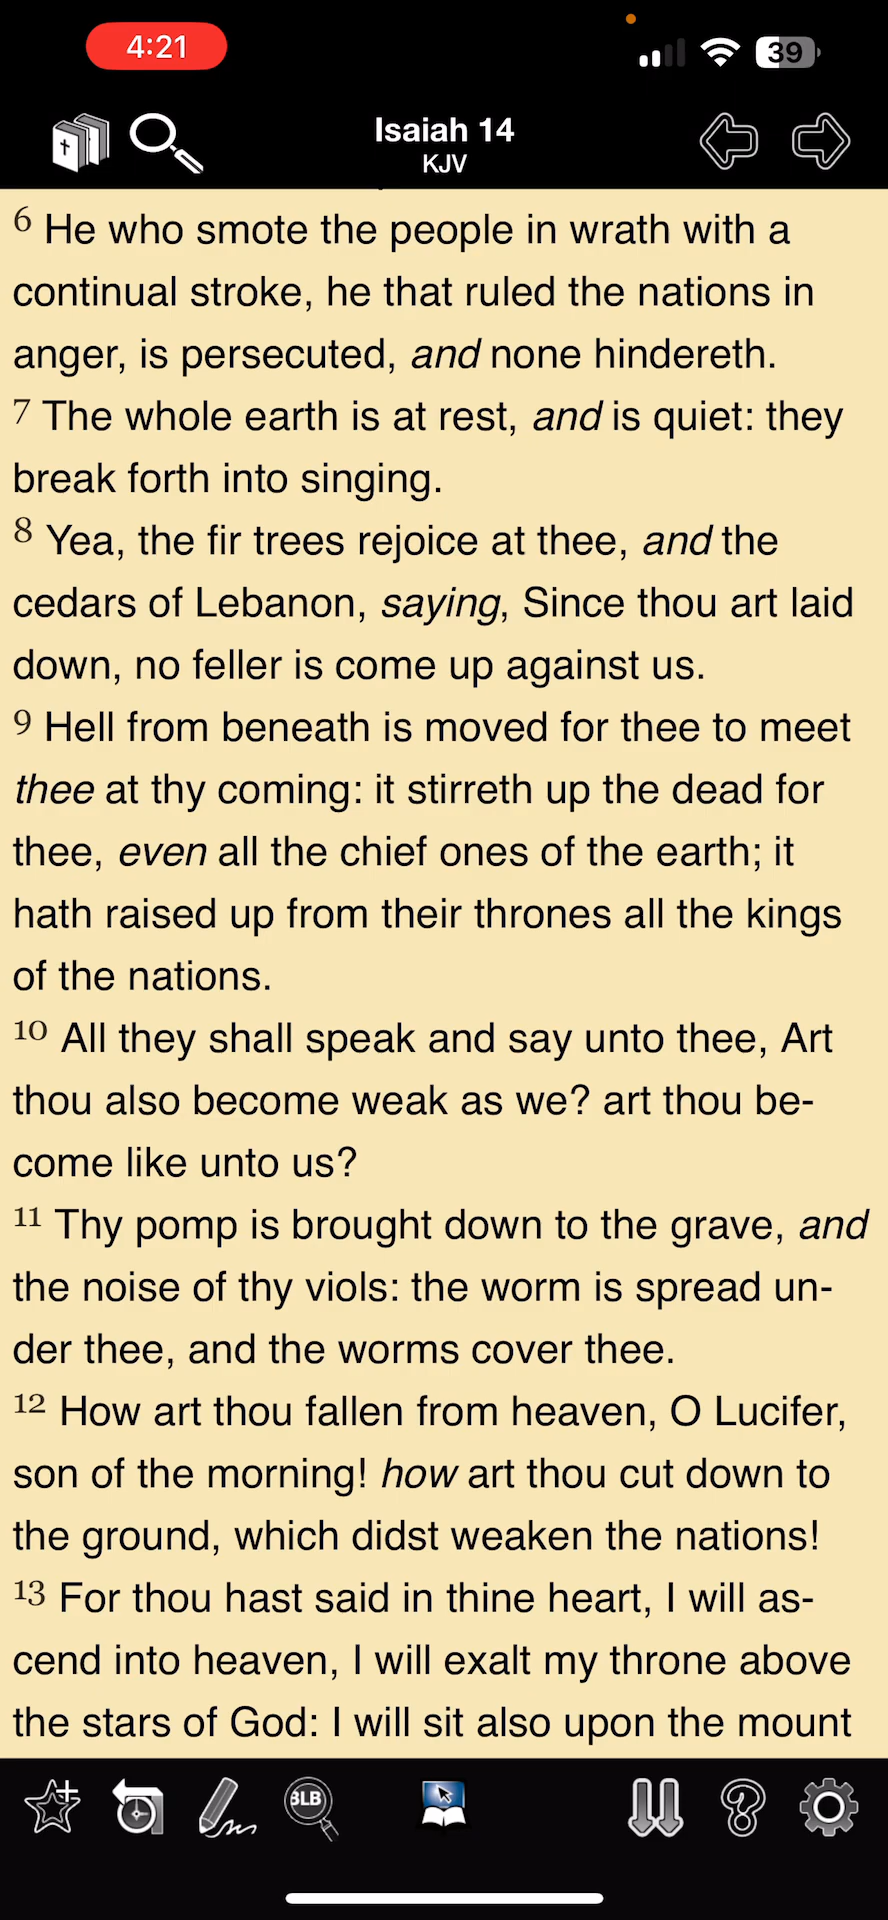 4:21
39
Isaiah 14
KJV
6 He who smote the people in wrath with a
continual stroke, he that ruled the nations in
anger, is persecuted, and none hindereth.
7 The whole earth is at rest, and is quiet: they
break forth into singing.
8 Yea, the fir trees rejoice at thee, and the
cedars of Lebanon, saying, Since thou art laid
down, no feller is come up against us.
9 Hell from beneath is moved for thee to meet
thee at thy coming: it stirreth up the dead for
thee, even all the chief ones of the earth; it
hath raised up from their thrones all the kings
of the nations.
10 All they shall speak and say unto thee, Art
thou also become weak as we? art thou be-
come like unto us?
11 Thy pomp is brought down to the grave, and
the noise of thy viols: the worm is spread un-
der thee, and the worms cover thee.
12 How art thou fallen from heaven, O Lucifer,
son of the morning! how art thou cut down to
the ground, which didst weaken the nations!
13 For thou hast said in thine heart, I will as-
cend into heaven, I will exalt my throne above
the stars of God: I will sit also upon the mount
BLB